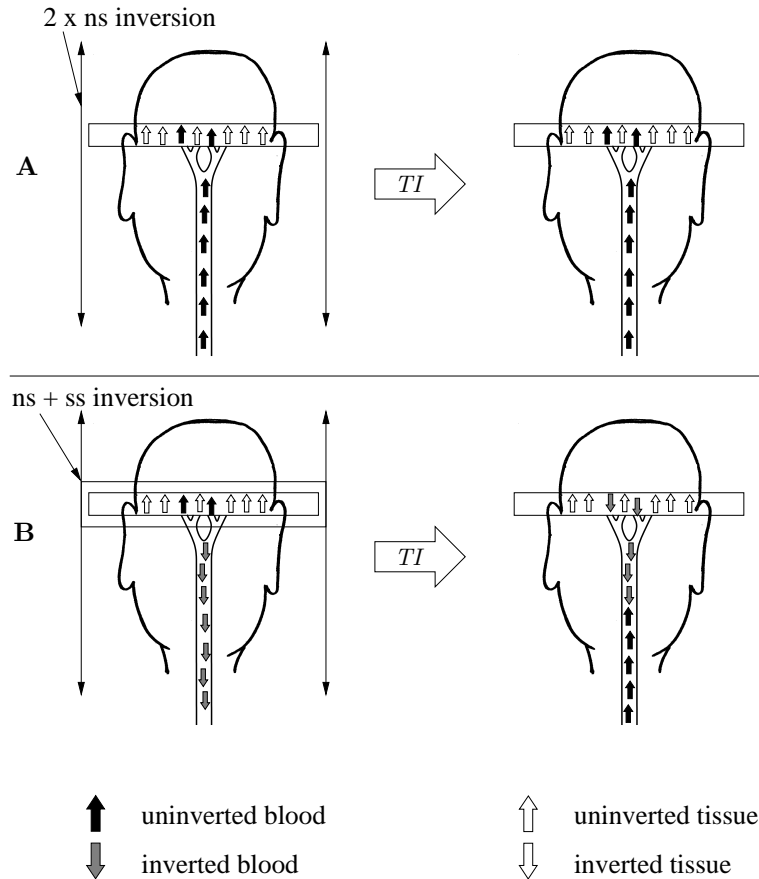 2 x ns inversion
A
TI
ns + ss inversion
B
TI
uninverted blood
uninverted tissue
inverted blood
inverted tissue